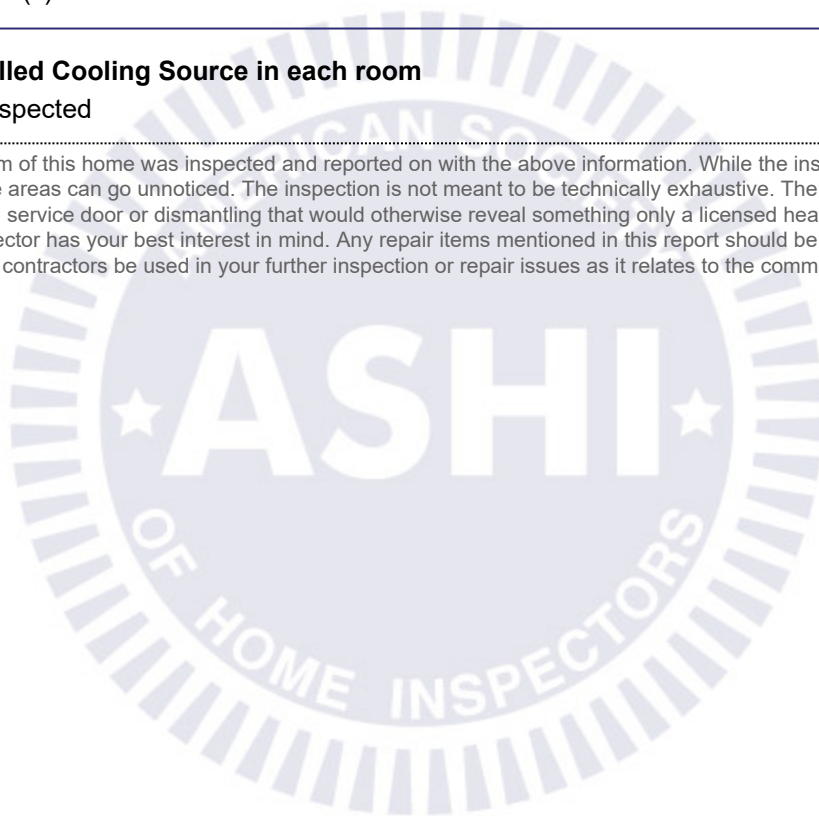 lled Cooling Source in each room
spected
m of this home was inspected and reported on with the above information. While the ins
e areas can go unnoticed. The inspection is not meant to be technically exhaustive. The
service door or dismantling that would otherwise reveal something only a licensed hea
ector has your best interest in mind. Any repair items mentioned in this report should be
contractors be used in your further inspection or repair issues as it relates to the comm
AMERICAN SOCIETY
ASHI
OF HOME INSPECTORS